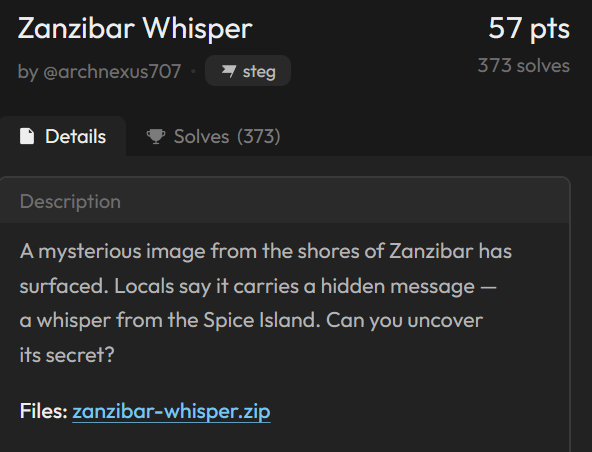 Zanzibar Whisper
57 pts
by @archnexus707 • steg
373 solves
Details
Solves (373)
Description
A mysterious image from the shores of Zanzibar has
surfaced. Locals say it carries a hidden message —
a whisper from the Spice Island. Can you uncover
its secret?
Files: zanzibar-whisper.zip